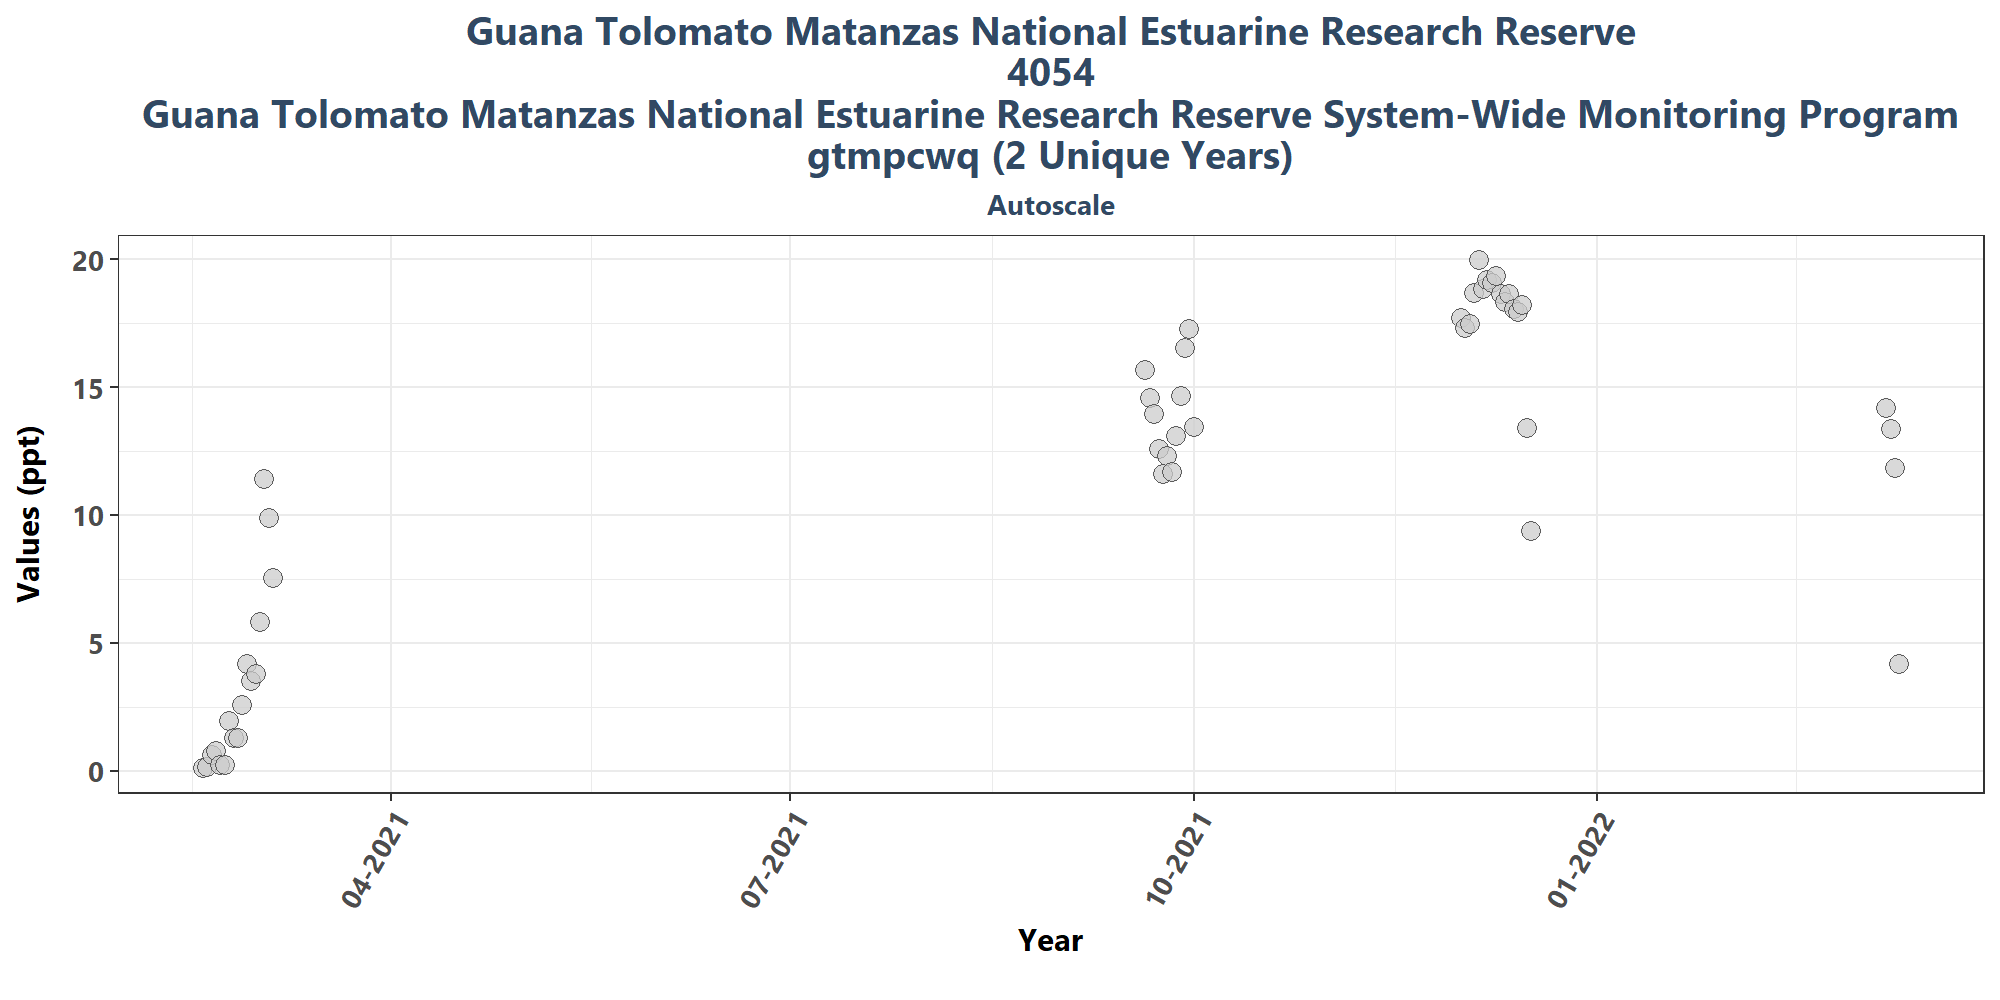 Guana Tolomato Matanzas National Estuarine Research Reserve
4054
Guana Tolomato Matanzas National Estuarine Research Reserve System-Wide Monitoring Program
gtmpcwq (2 Unique Years)
Autoscale
Values (ppt)
20
15
10
5
0
04-2021
07-2021
10-2021
01-2022
Year